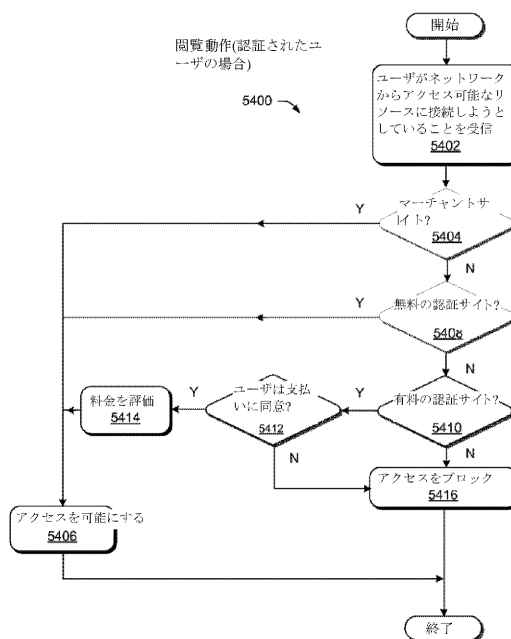 開始
閲覧動作(認証されたユ
ーザの場合)
5400
ユーザがネットワーク
からアクセス可能なリ
ソースに接続しようと
していることを受信
5402
マーチャントサ
イト?
5404
Y
N
無料の認証サイト?
5408
Y
N
有料の認証サイト?
5410
Y
N
ユーザは支払
いに同意?
5412
Y
N
料金を評価
5414
アクセスをブロック
5416
アクセスを可能にする
5406
終了